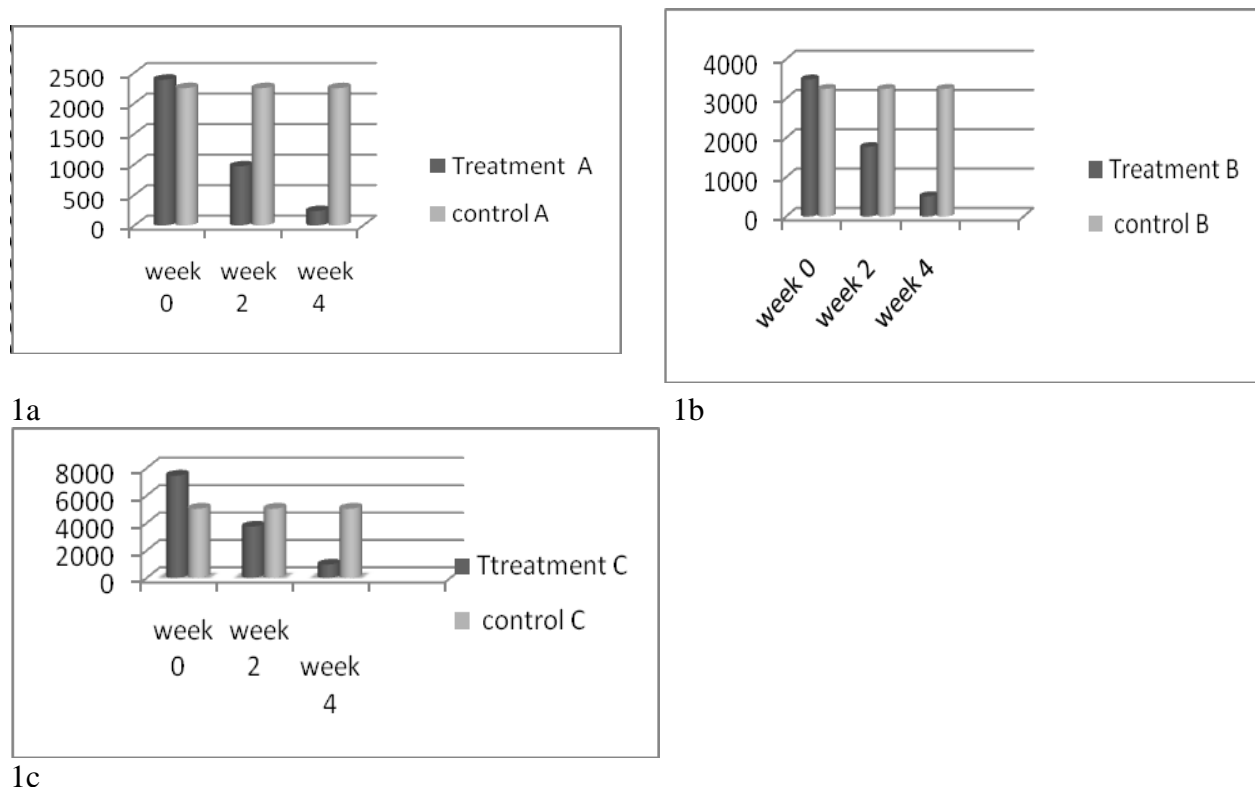 2500
2000
1500
1000
500
0
week 0
week 2
week 4
Treatment A
control A
1a
4000
3000
2000
1000
0
week 0
week 2
week 4
Treatment B
control B
1b
8000
6000
4000
2000
0
week 0
week 2
week 4
Ttreatment C
control C
1c